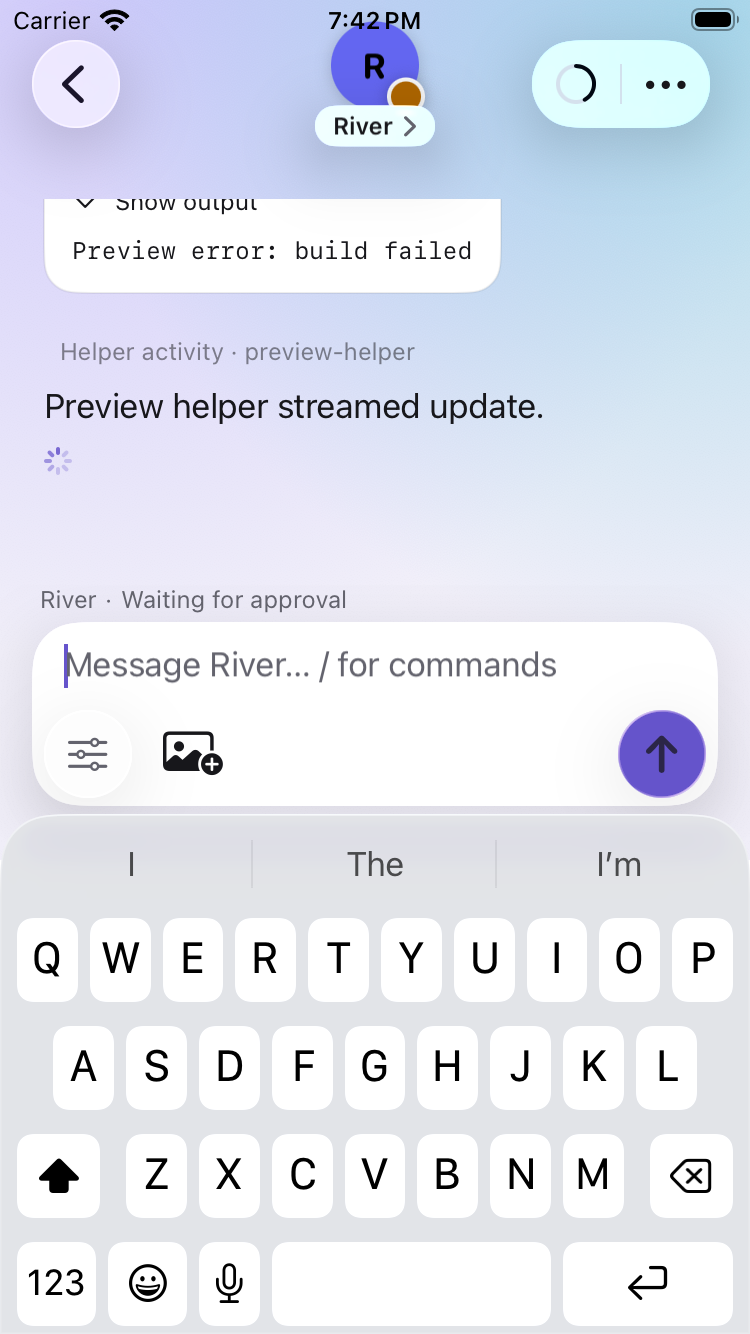 Carrier 7:42 PM
R
River
Show output
Preview error: build failed
Helper activity · preview-helper
Preview helper streamed update.
River · Waiting for approval
Message River... / for commands
I The I’m
Q W E R T Y U I O P
A S D F G H J K L
Z X C V B N M
123